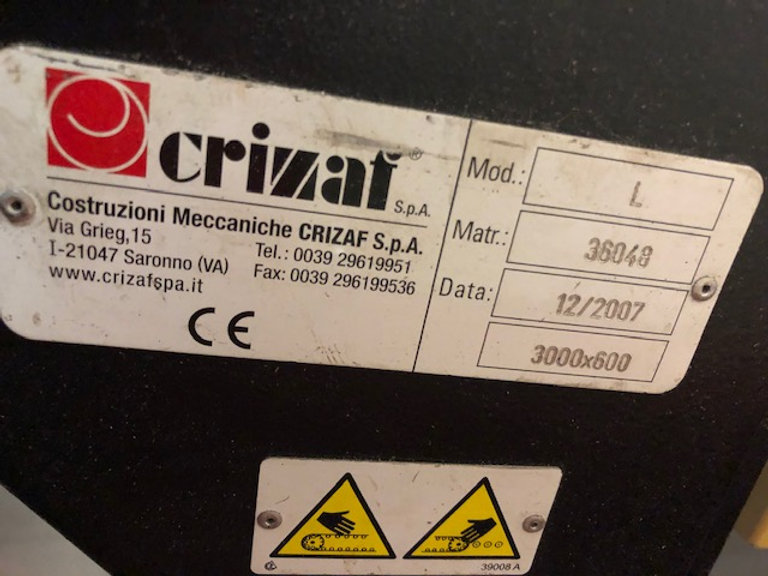 crizaf® S.p.A.
Costruzioni Meccaniche CRIZAF S.p.A.
Via Grieg,15
I-21047 Saronno (VA)
www.crizafspa.it
Tel.: 0039 29619951
Fax: 0039 296199536
CE
Mod.: L
Matr.: 36048
Data: 12/2007
3000x600
39008 A